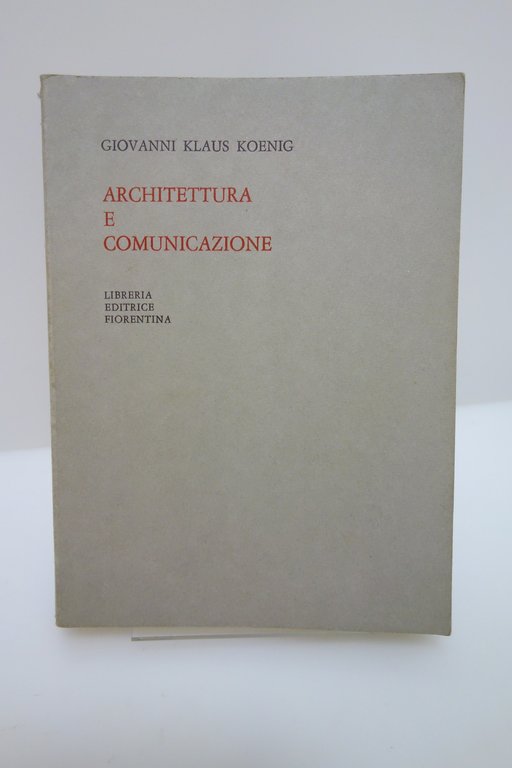 GIOVANNI KLAUS KOENIG
ARCHITETTURA
E
COMUNICAZIONE
LIBRERIA
EDITRICE
FIORENTINA